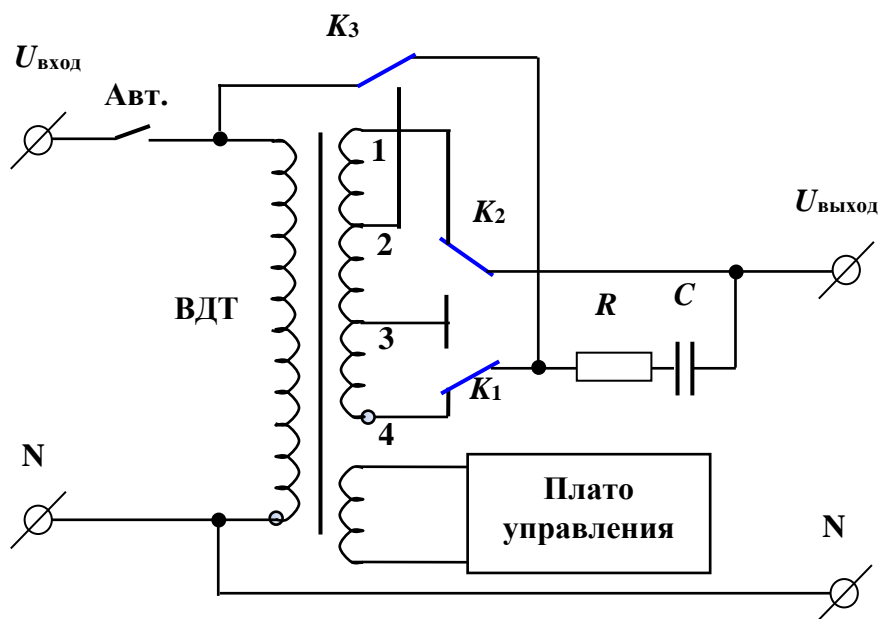 K3
Uвход
Авт.
1
K2
Uвыход
2
ВДТ
R
C
3
K1
4
N
Плато
управления
N